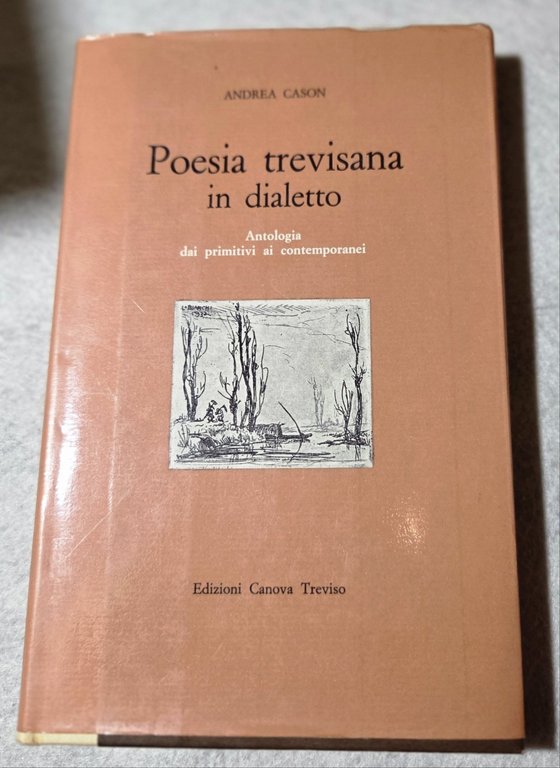 ANDREA CASON
Poesia trevisana
in dialetto
Antologia
dai primitivi ai contemporanei
Edizioni Canova Treviso